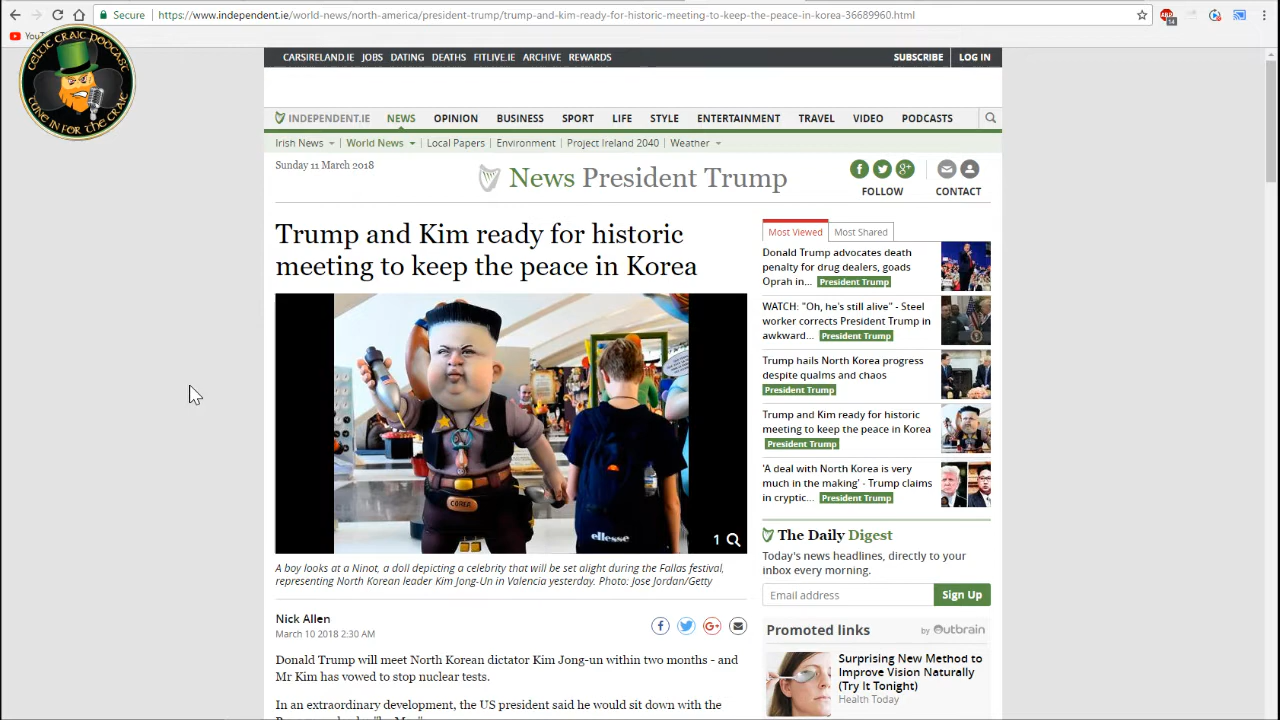 Secure
https://www.independent.ie/world-news/north-america/president-trump/trump-and-kim-ready-for-historic-meeting-to-keep-the-peace-in-korea-36689960.html
14
CELTIC CRAIC PODCAST
TUNE IN FOR THE CRAIC
CARSIRELAND.IE JOBS DATING DEATHS FITLIVE.IE ARCHIVE REWARDS
SUBSCRIBE LOG IN
INDEPENDENT.IE NEWS OPINION BUSINESS SPORT LIFE STYLE ENTERTAINMENT TRAVEL VIDEO PODCASTS
Irish News World News Local Papers Environment Project Ireland 2040 Weather
Sunday 11 March 2018
News President Trump
FOLLOW
CONTACT
Trump and Kim ready for historic
meeting to keep the peace in Korea
COREA
ellesse
1
A boy looks at a Ninot, a doll depicting a celebrity that will be set alight during the Fallas festival,
representing North Korean leader Kim Jong-Un in Valencia yesterday. Photo: Jose Jordan/Getty
Nick Allen
March 10 2018 2:30 AM
Donald Trump will meet North Korean dictator Kim Jong-un within two months - and
Mr Kim has vowed to stop nuclear tests.
In an extraordinary development, the US president said he would sit down with the
Most Viewed Most Shared
Donald Trump advocates death
penalty for drug dealers, goads
Oprah in... President Trump
WATCH: "Oh, he's still alive" - Steel
worker corrects President Trump in
awkward... President Trump
Trump hails North Korea progress
despite qualms and chaos
President Trump
Trump and Kim ready for historic
meeting to keep the peace in Korea
President Trump
'A deal with North Korea is very
much in the making' - Trump claims
in cryptic... President Trump
The Daily Digest
Today's news headlines, directly to your
inbox every morning.
Email address Sign Up
Promoted links by Outbrain
Surprising New Method to
Improve Vision Naturally
(Try It Tonight)
Health Today